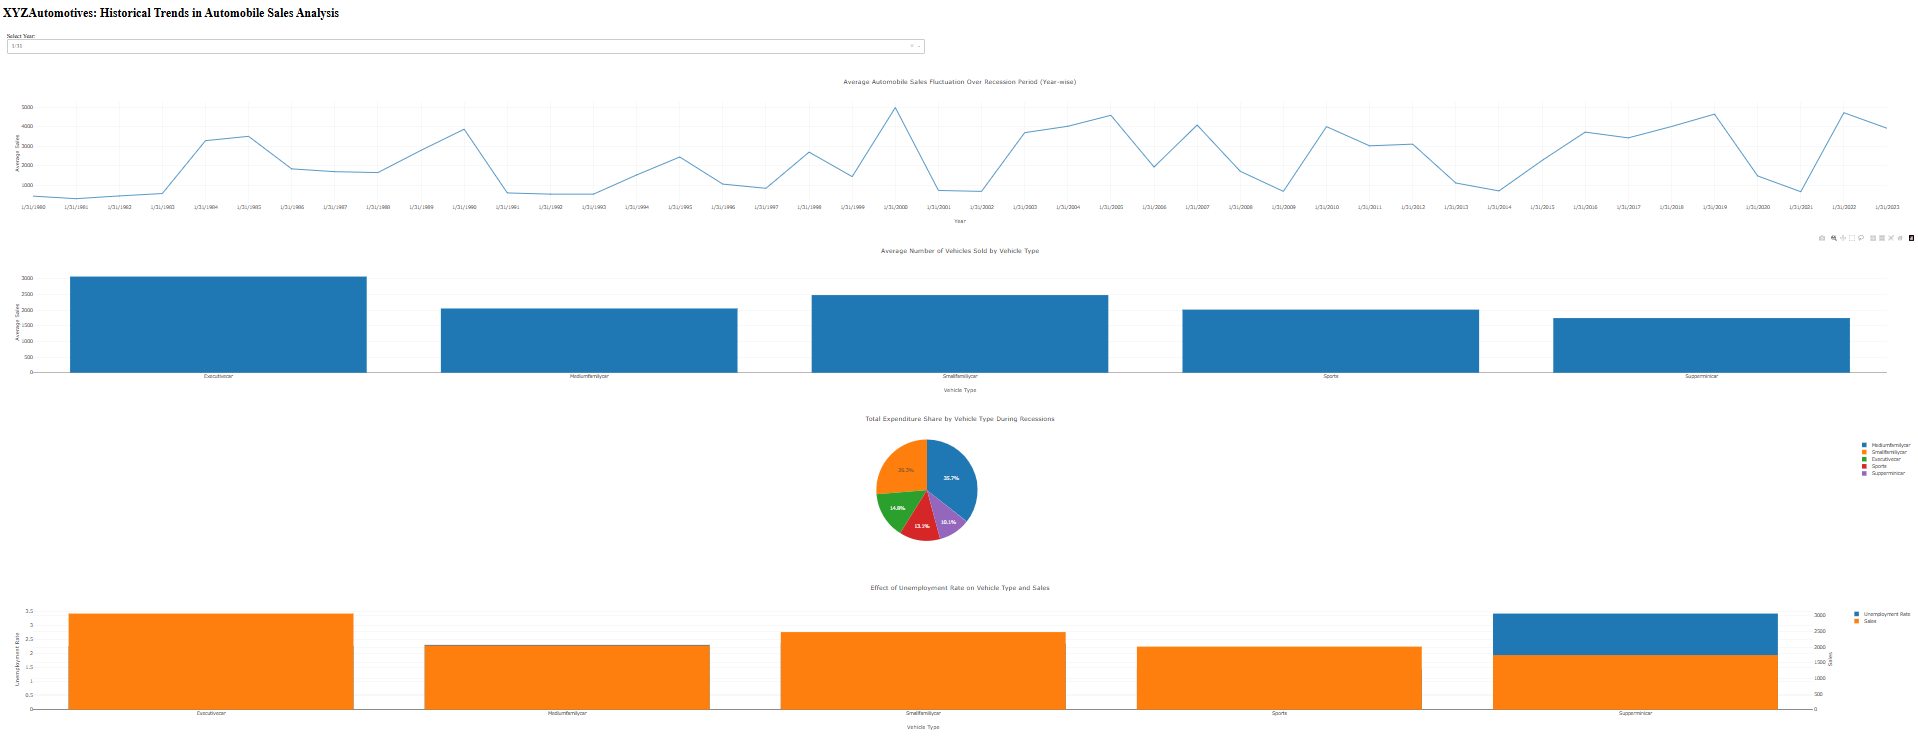 XYZAutomotives: Historical Trends in Automobile Sales Analysis
Select Year:
1/31
Average Automobile Sales Fluctuation Over Recession Period (Year-wise)
5000
4000
3000
2000
1000
Average Sales
1/31/1980 1/31/1981 1/31/1982 1/31/1983 1/31/1984 1/31/1985 1/31/1986 1/31/1987 1/31/1988 1/31/1989 1/31/1990 1/31/1991 1/31/1992 1/31/1993 1/31/1994 1/31/1995 1/31/1996 1/31/1997 1/31/1998 1/31/1999 1/31/2000 1/31/2001 1/31/2002 1/31/2003 1/31/2004 1/31/2005 1/31/2006 1/31/2007 1/31/2008 1/31/2009 1/31/2010 1/31/2011 1/31/2012 1/31/2013 1/31/2014 1/31/2015 1/31/2016 1/31/2017 1/31/2018 1/31/2019 1/31/2020 1/31/2021 1/31/2022 1/31/2023
Year
Average Number of Vehicles Sold by Vehicle Type
3000
2500
2000
1500
1000
500
0
Average Sales
Executivecar Mediumfamilycar Smallfamiliycar Sports Supperminicar
Vehicle Type
Total Expenditure Share by Vehicle Type During Recessions
35.7%
26.3%
14.8%
13.1%
10.1%
Mediumfamilycar
Smallfamiliycar
Executivecar
Sports
Supperminicar
Effect of Unemployment Rate on Vehicle Type and Sales
3.5
3
2.5
2
1.5
1
0.5
0
Unemployment Rate
3000
2500
2000
1500
1000
500
0
Sales
Unemployment Rate
Sales
Executivecar Mediumfamilycar Smallfamiliycar Sports Supperminicar
Vehicle Type